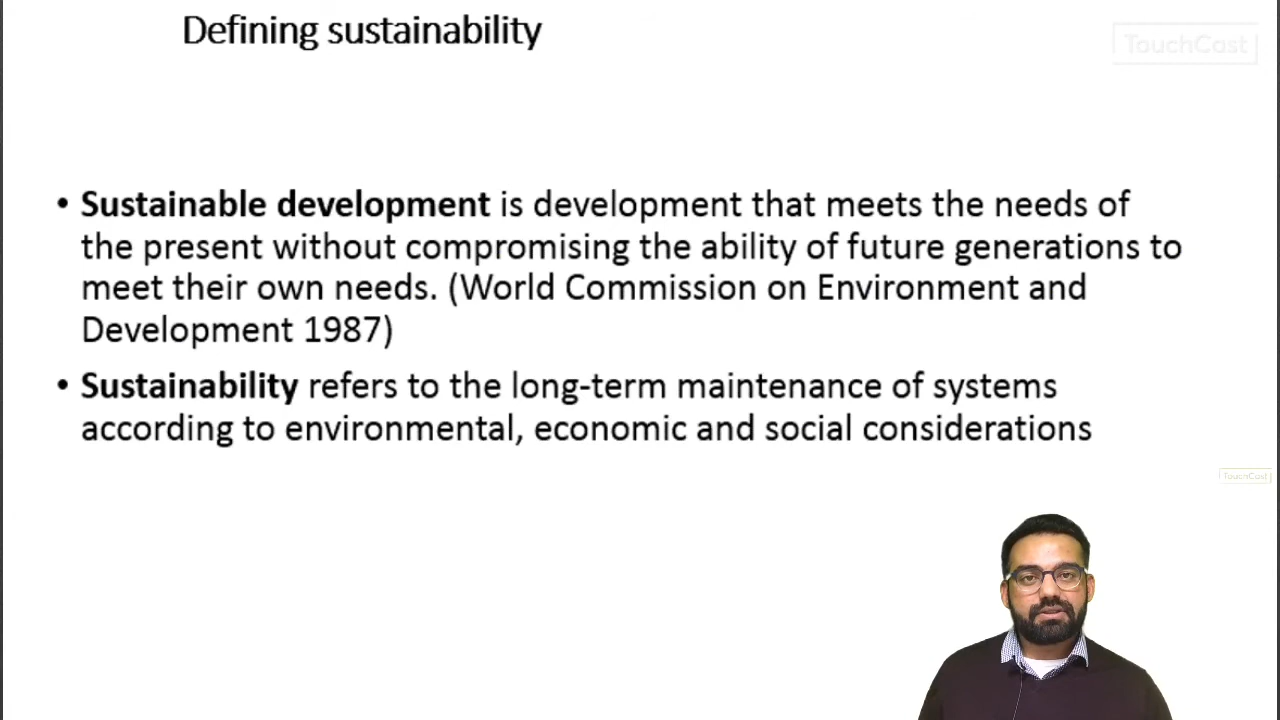 Defining sustainability
TouchCast
• Sustainable development is development that meets the needs of
the present without compromising the ability of future generations to
meet their own needs. (World Commission on Environment and
Development 1987)
• Sustainability refers to the long-term maintenance of systems
according to environmental, economic and social considerations
TouchCast